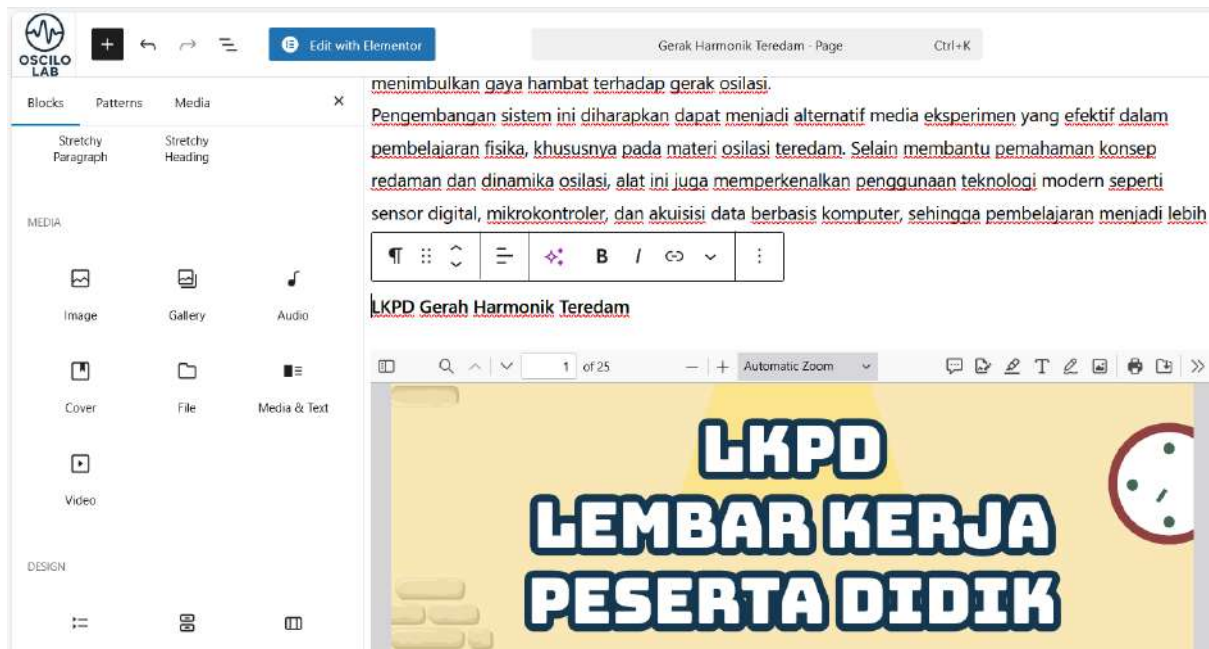 OSCILO
LAB
Edit with Elementor
Gerak Harmonik Teredam - Page
Ctrl+K
Blocks
Patterns
Media
Stretchy
Paragraph
Stretchy
Heading
MEDIA
Image
Gallery
Audio
Cover
File
Media & Text
Video
DESIGN
menimbulkan gaya hambat terhadap gerak osilasi.
Pengembangan sistem ini diharapkan dapat menjadi alternatif media eksperimen yang efektif dalam
pembelajaran fisika, khususnya pada materi osilasi teredam. Selain membantu pemahaman konsep
redaman dan dinamika osilasi, alat ini juga memperkenalkan penggunaan teknologi modern seperti
sensor digital, mikrokontroler, dan akuisisi data berbasis komputer, sehingga pembelajaran menjadi lebih
B I
LKPD Gerah Harmonik Teredam
1 of 25
Automatic Zoom
T
LKPD
LEMBAR KERJA
PESERTA DIDIK